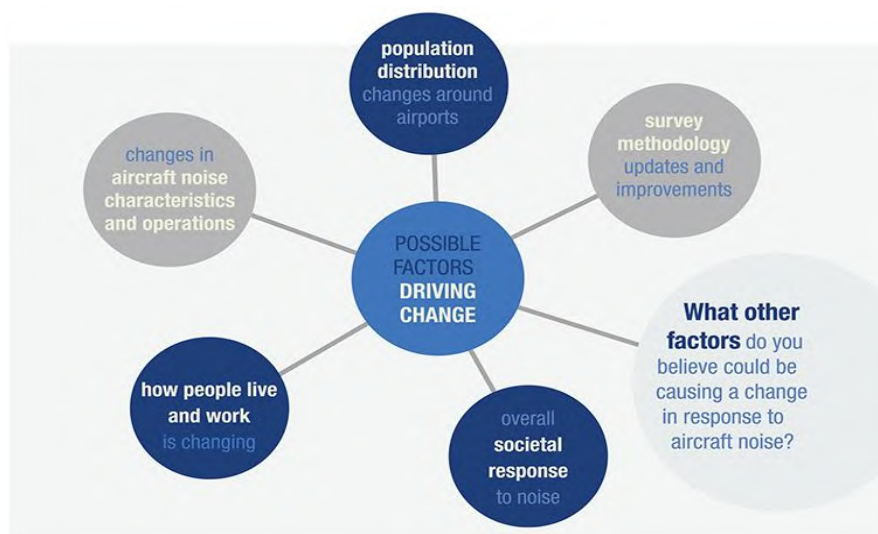 population
distribution
changes around
airports
survey
methodology
updates and
improvements
changes in
aircraft noise
characteristics
and operations
POSSIBLE
FACTORS
DRIVING
CHANGE
What other
factors do you
believe could be
causing a change
in response to
aircraft noise?
how people live
and work
is changing
overall
societal
response
to noise